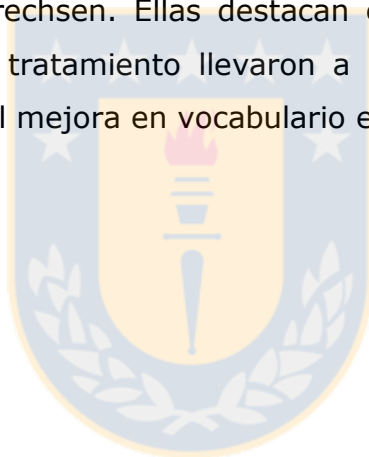 rechsen. Ellas destacan
tratamiento llevaron a
mejora en vocabulario